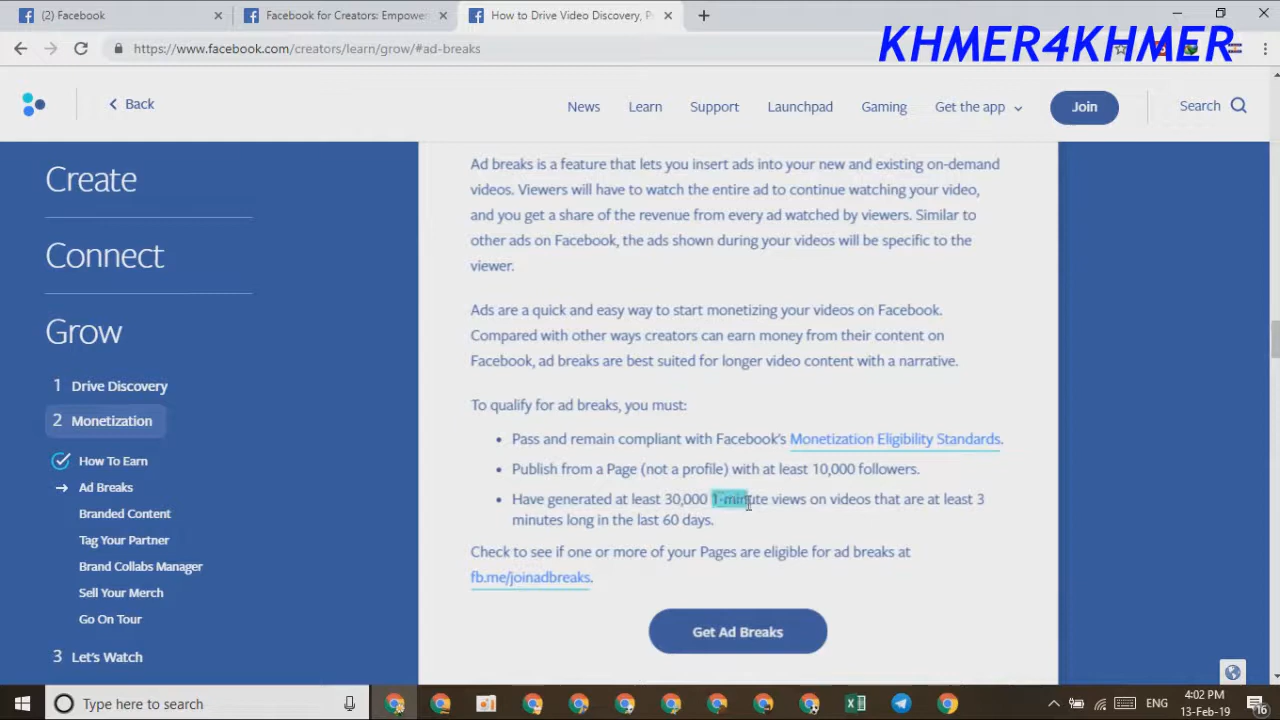 (2) Facebook
Facebook for Creators: Empower
How to Drive Video Discovery, P
KHMER4KHMER
https://www.facebook.com/creators/learn/grow/#ad-breaks
Back
News
Learn
Support
Launchpad
Gaming
Get the app
Join
Search
Create
Connect
Grow
1 Drive Discovery
2 Monetization
How To Earn
Ad Breaks
Branded Content
Tag Your Partner
Brand Collabs Manager
Sell Your Merch
Go On Tour
3 Let's Watch
Ad breaks is a feature that lets you insert ads into your new and existing on-demand
videos. Viewers will have to watch the entire ad to continue watching your video,
and you get a share of the revenue from every ad watched by viewers. Similar to
other ads on Facebook, the ads shown during your videos will be specific to the
viewer.
Ads are a quick and easy way to start monetizing your videos on Facebook.
Compared with other ways creators can earn money from their content on
Facebook, ad breaks are best suited for longer video content with a narrative.
To qualify for ad breaks, you must:
• Pass and remain compliant with Facebook's Monetization Eligibility Standards.
• Publish from a Page (not a profile) with at least 10,000 followers.
• Have generated at least 30,000 1-minute views on videos that are at least 3
minutes long in the last 60 days.
Check to see if one or more of your Pages are eligible for ad breaks at
fb.me/joinadbreaks.
Get Ad Breaks
Type here to search
ENG
4:02 PM
13-Feb-19
16